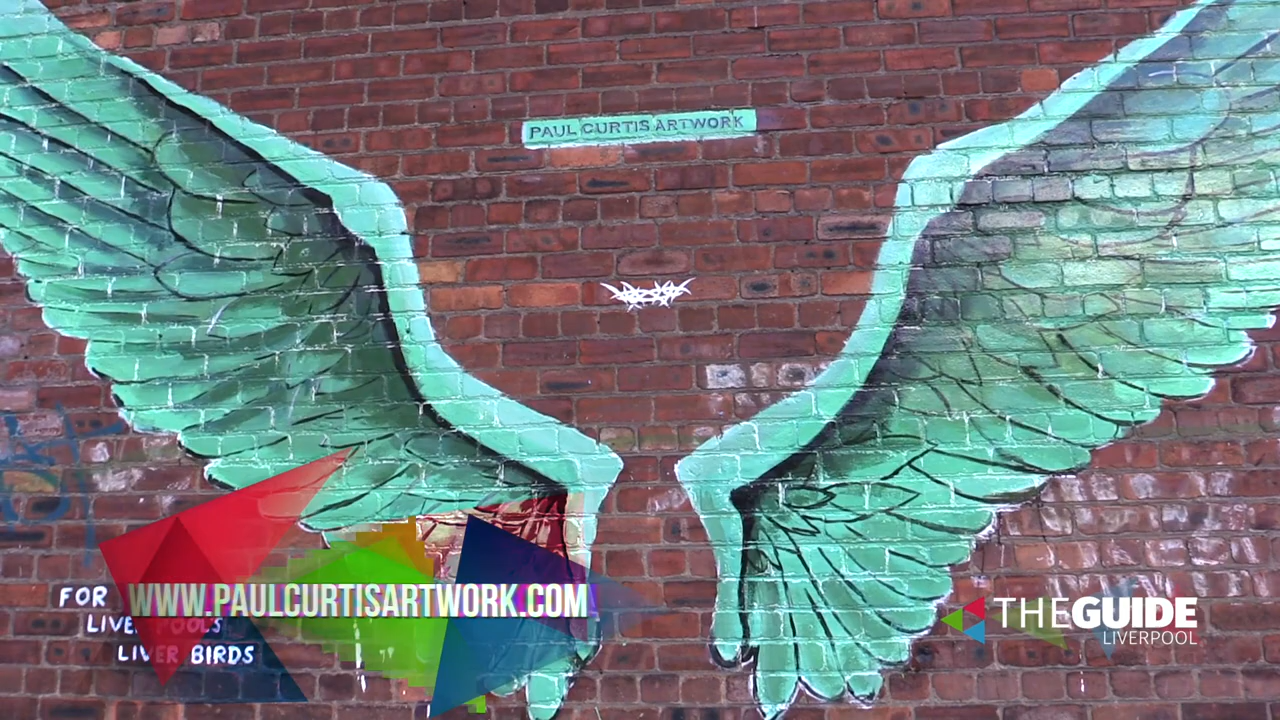 PAUL CURTIS ARTWORK
FOR
WWW.PAULCURTISARTWORK.COM
LIVERPOOLS
LIVER BIRDS
THEGUIDE
LIVERPOOL